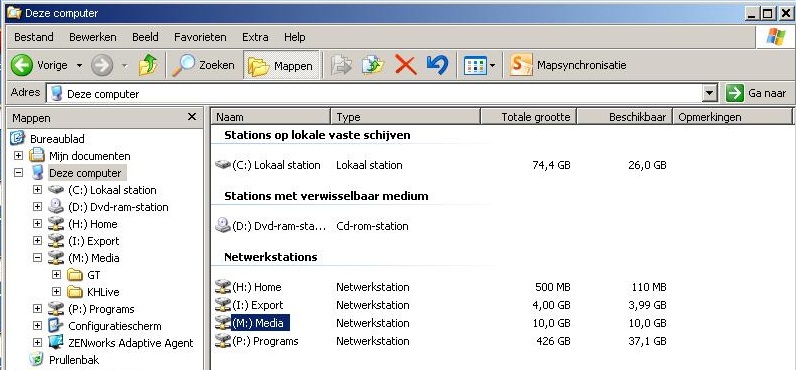 Deze computer
Bestand Bewerken Beeld Favorieten Extra Help
Vorige Zoeken Mappen Mapsynchronisatie
Adres Deze computer Ga naar
Mappen
Bureaublad
Mijn documenten
Deze computer
(C:) Lokaal station
(D:) Dvd-ram-station
(H:) Home
(I:) Export
(M:) Media
GT
KHLive
(P:) Programs
Configuratiescherm
ZENworks Adaptive Agent
Prullenbak
Naam Type Totale grootte Beschikbaar Opmerkingen
Stations op lokale vaste schijven
(C:) Lokaal station Lokaal station 74,4 GB 26,0 GB
Stations met verwisselbaar medium
(D:) Dvd-ram-sta... Cd-rom-station
Netwerkstations
(H:) Home Netwerkstation 500 MB 110 MB
(I:) Export Netwerkstation 4,00 GB 3,99 GB
(M:) Media Netwerkstation 10,0 GB 10,0 GB
(P:) Programs Netwerkstation 426 GB 37,1 GB